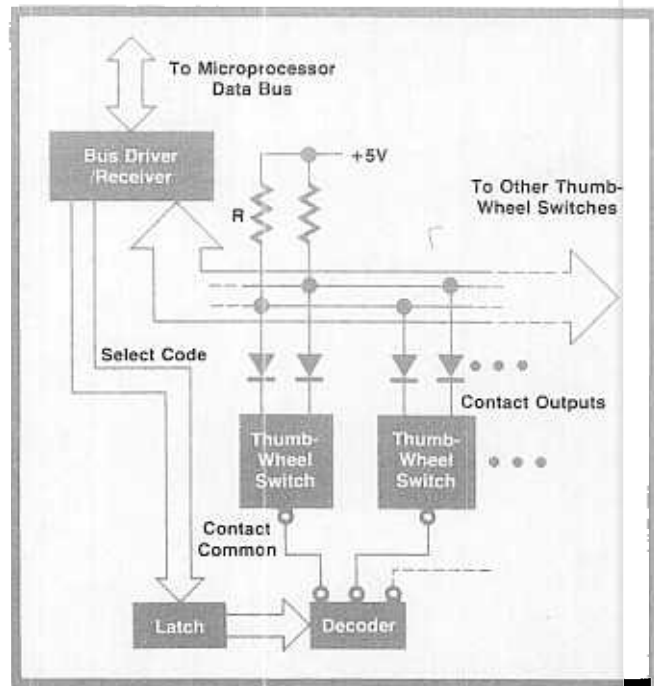 To Microprocessor
Data Bus
Bus Driver
/Receiver
+5V
R
To Other Thumb-
Wheel Switches
Select Code
Contact Outputs
Thumb-
Wheel
Switch
Thumb-
Wheel
Switch
Contact
Common
Latch
Decoder